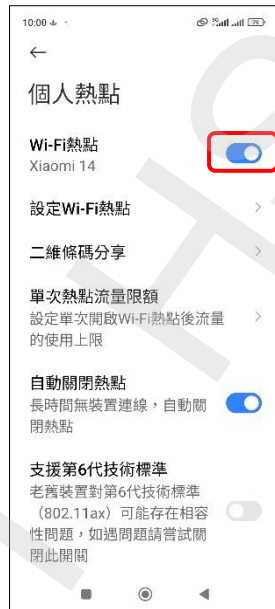 10:00
個人熱點
Wi-Fi熱點
Xiaomi 14
設定Wi-Fi熱點
二維條碼分享
單次熱點流量限額
設定單次開啟Wi-Fi熱點後流量
的使用上限
自動關閉熱點
長時間無裝置連線，自動關
閉熱點
支援第6代技術標準
老舊裝置對第6代技術標準
（802.11ax）可能存在相容
性問題，如遇問題請嘗試關
閉此開關